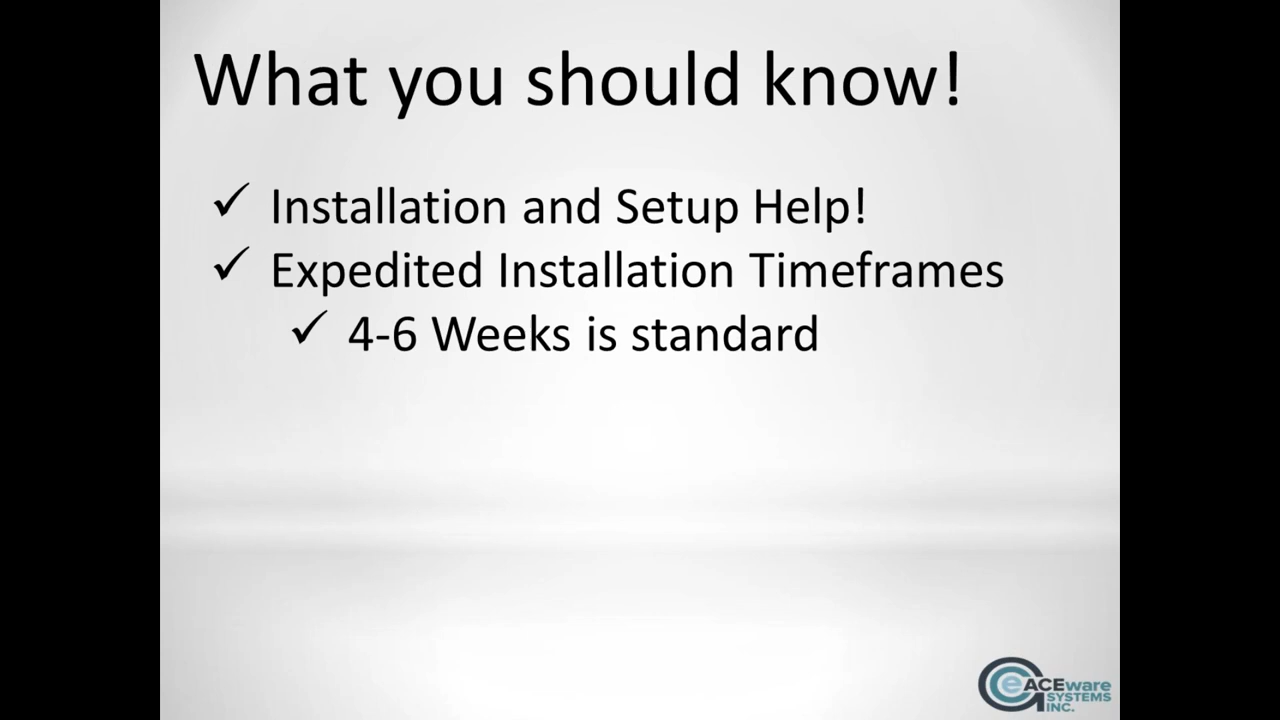 What you should know!
✓ Installation and Setup Help!
✓ Expedited Installation Timeframes
✓ 4-6 Weeks is standard
e ACEware
SYSTEMS
INC.